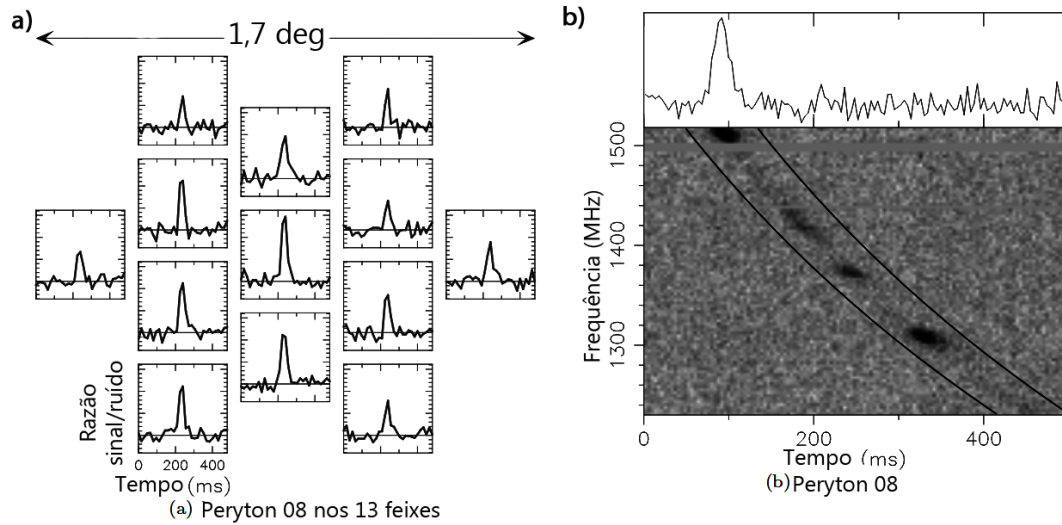 a)
1,7 deg
Razão
sinal/ruído
0 200 400
Tempo (ms)
(a) Peryton 08 nos 13 feixes
b)
Frequência (MHz)
1500
1400
1300
0 200 400
Tempo (ms)
(b) Peryton 08